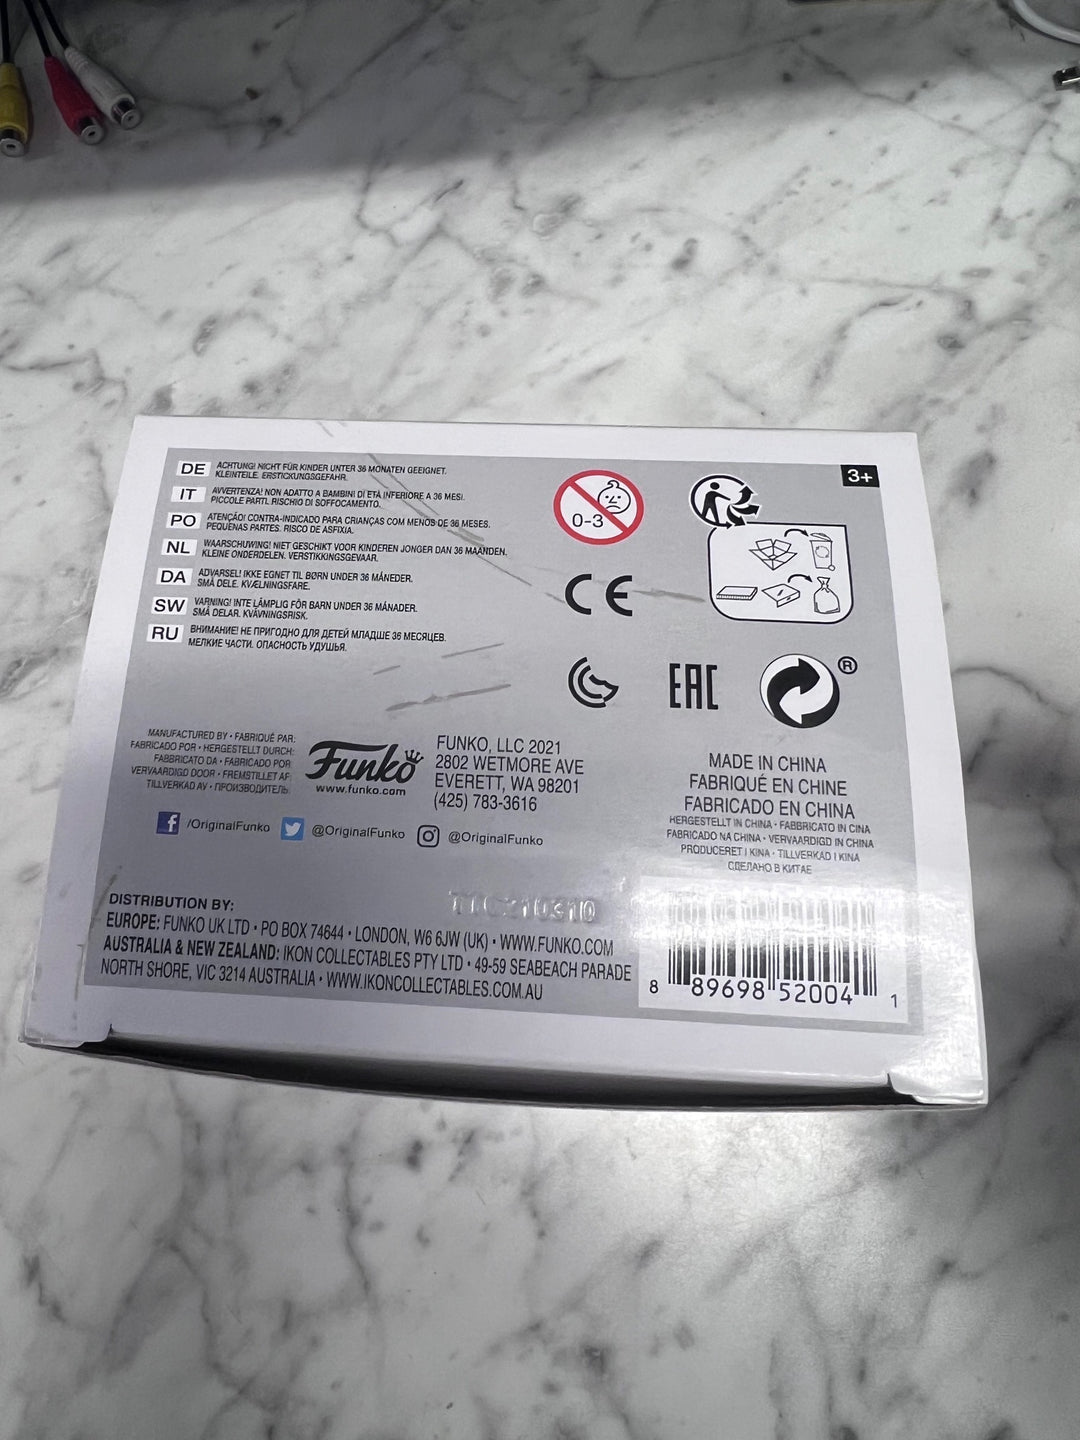 DE ACHTUNG! NICHT FÜR KINDER UNTER 36 MONATEN GEEIGNET.
KLEINTEILE. ERSTICKUNGSGEFAHR.
IT AVVERTENZA! NON ADATTO A BAMBINI DI ETÀ INFERIORE A 36 MESI.
PICCOLE PARTI. RISCHIO DI SOFFOCAMENTO.
PO ATENÇÃO! CONTRA-INDICADO PARA CRIANÇAS COM MENOS DE 36 MESES.
PEQUENAS PARTES. RISCO DE ASFIXIA.
NL WAARSCHUWING! NIET GESCHIKT VOOR KINDEREN JONGER DAN 36 MAANDEN.
KLEINE ONDERDELEN. VERSTIKKINGSGEVAAR.
DA ADVARSEL! IKKE EGNET TIL BØRN UNDER 36 MÅNEDER.
SMÅ DELE. KVÆLNINGSFARE.
SW VARNING! INTE LÄMPLIG FÖR BARN UNDER 36 MÅNADER.
SMÅ DELAR. KVÄVNINGSRISK.
RU ВНИМАНИЕ! НЕ ПРИГОДНО ДЛЯ ДЕТЕЙ МЛАДШЕ 36 МЕСЯЦЕВ.
МЕЛКИЕ ЧАСТИ. ОПАСНОСТЬ УДУШЬЯ.
0-3
3+
CE
EAC
®
MANUFACTURED BY • FABRIQUÉ PAR:
FABRICADO POR • HERGESTELLT DURCH:
FABBRICATO DA • FABRICADO POR:
VERVAARDIGD DOOR • FREMSTILLET AF:
TILLVERKAD AV • ПРОИЗВОДИТЕЛЬ:
Funko
www.funko.com
FUNKO, LLC 2021
2802 WETMORE AVE
EVERETT, WA 98201
(425) 783-3616
/OriginalFunko @OriginalFunko @OriginalFunko
MADE IN CHINA
FABRIQUÉ EN CHINE
FABRICADO EN CHINA
HERGESTELLT IN CHINA • FABBRICATO IN CINA
FABRICADO NA CHINA • VERVAARDIGD IN CHINA
PRODUCERET I KINA • TILLVERKAD I KINA
СДЕЛАНО В КИТАЕ
DISTRIBUTION BY:
EUROPE: FUNKO UK LTD • PO BOX 74644 • LONDON, W6 6JW (UK) • WWW.FUNKO.COM
AUSTRALIA & NEW ZEALAND: IKON COLLECTABLES PTY LTD • 49-59 SEABEACH PARADE
NORTH SHORE, VIC 3214 AUSTRALIA • WWW.IKONCOLLECTABLES.COM.AU
8 89698 52004 1